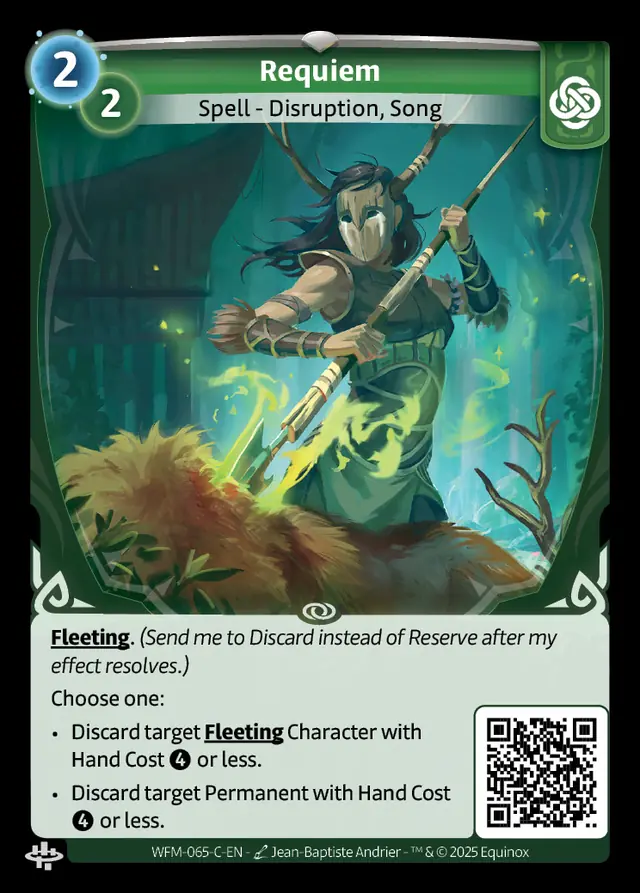 2
Requiem
2
Spell - Disruption, Song
Fleeting. (Send me to Discard instead of Reserve after my
effect resolves.)
Choose one:
• Discard target Fleeting Character with
Hand Cost 4 or less.
• Discard target Permanent with Hand Cost
4 or less.
WFM-065-C-EN - Jean-Baptiste Andrier - ™ & © 2025 Equinox